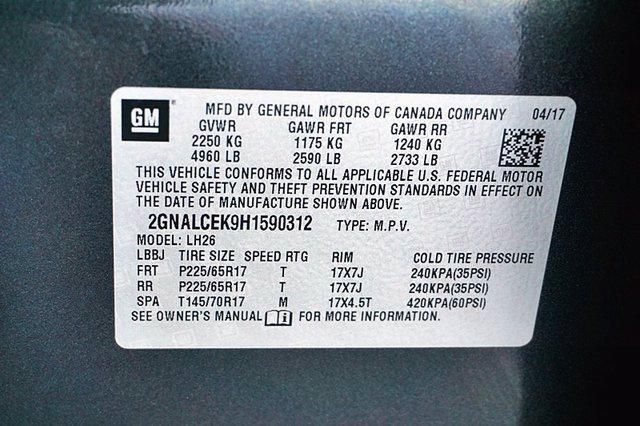 GM MFD BY GENERAL MOTORS OF CANADA COMPANY 04/17
GVWR GAWR FRT GAWR RR
2250 KG 1175 KG 1240 KG
4960 LB 2590 LB 2733 LB
THIS VEHICLE CONFORMS TO ALL APPLICABLE U.S. FEDERAL MOTOR
VEHICLE SAFETY AND THEFT PREVENTION STANDARDS IN EFFECT ON
THE DATE OF MANUFACTURE SHOWN ABOVE.
2GNALCEK9H1590312 TYPE: M.P.V.
MODEL: LH26
LBBJ TIRE SIZE SPEED RTG RIM COLD TIRE PRESSURE
FRT P225/65R17 T 17X7J 240KPA(35PSI)
RR P225/65R17 T 17X7J 240KPA(35PSI)
SPA T145/70R17 M 17X4.5T 420KPA(60PSI)
SEE OWNER'S MANUAL i FOR MORE INFORMATION.